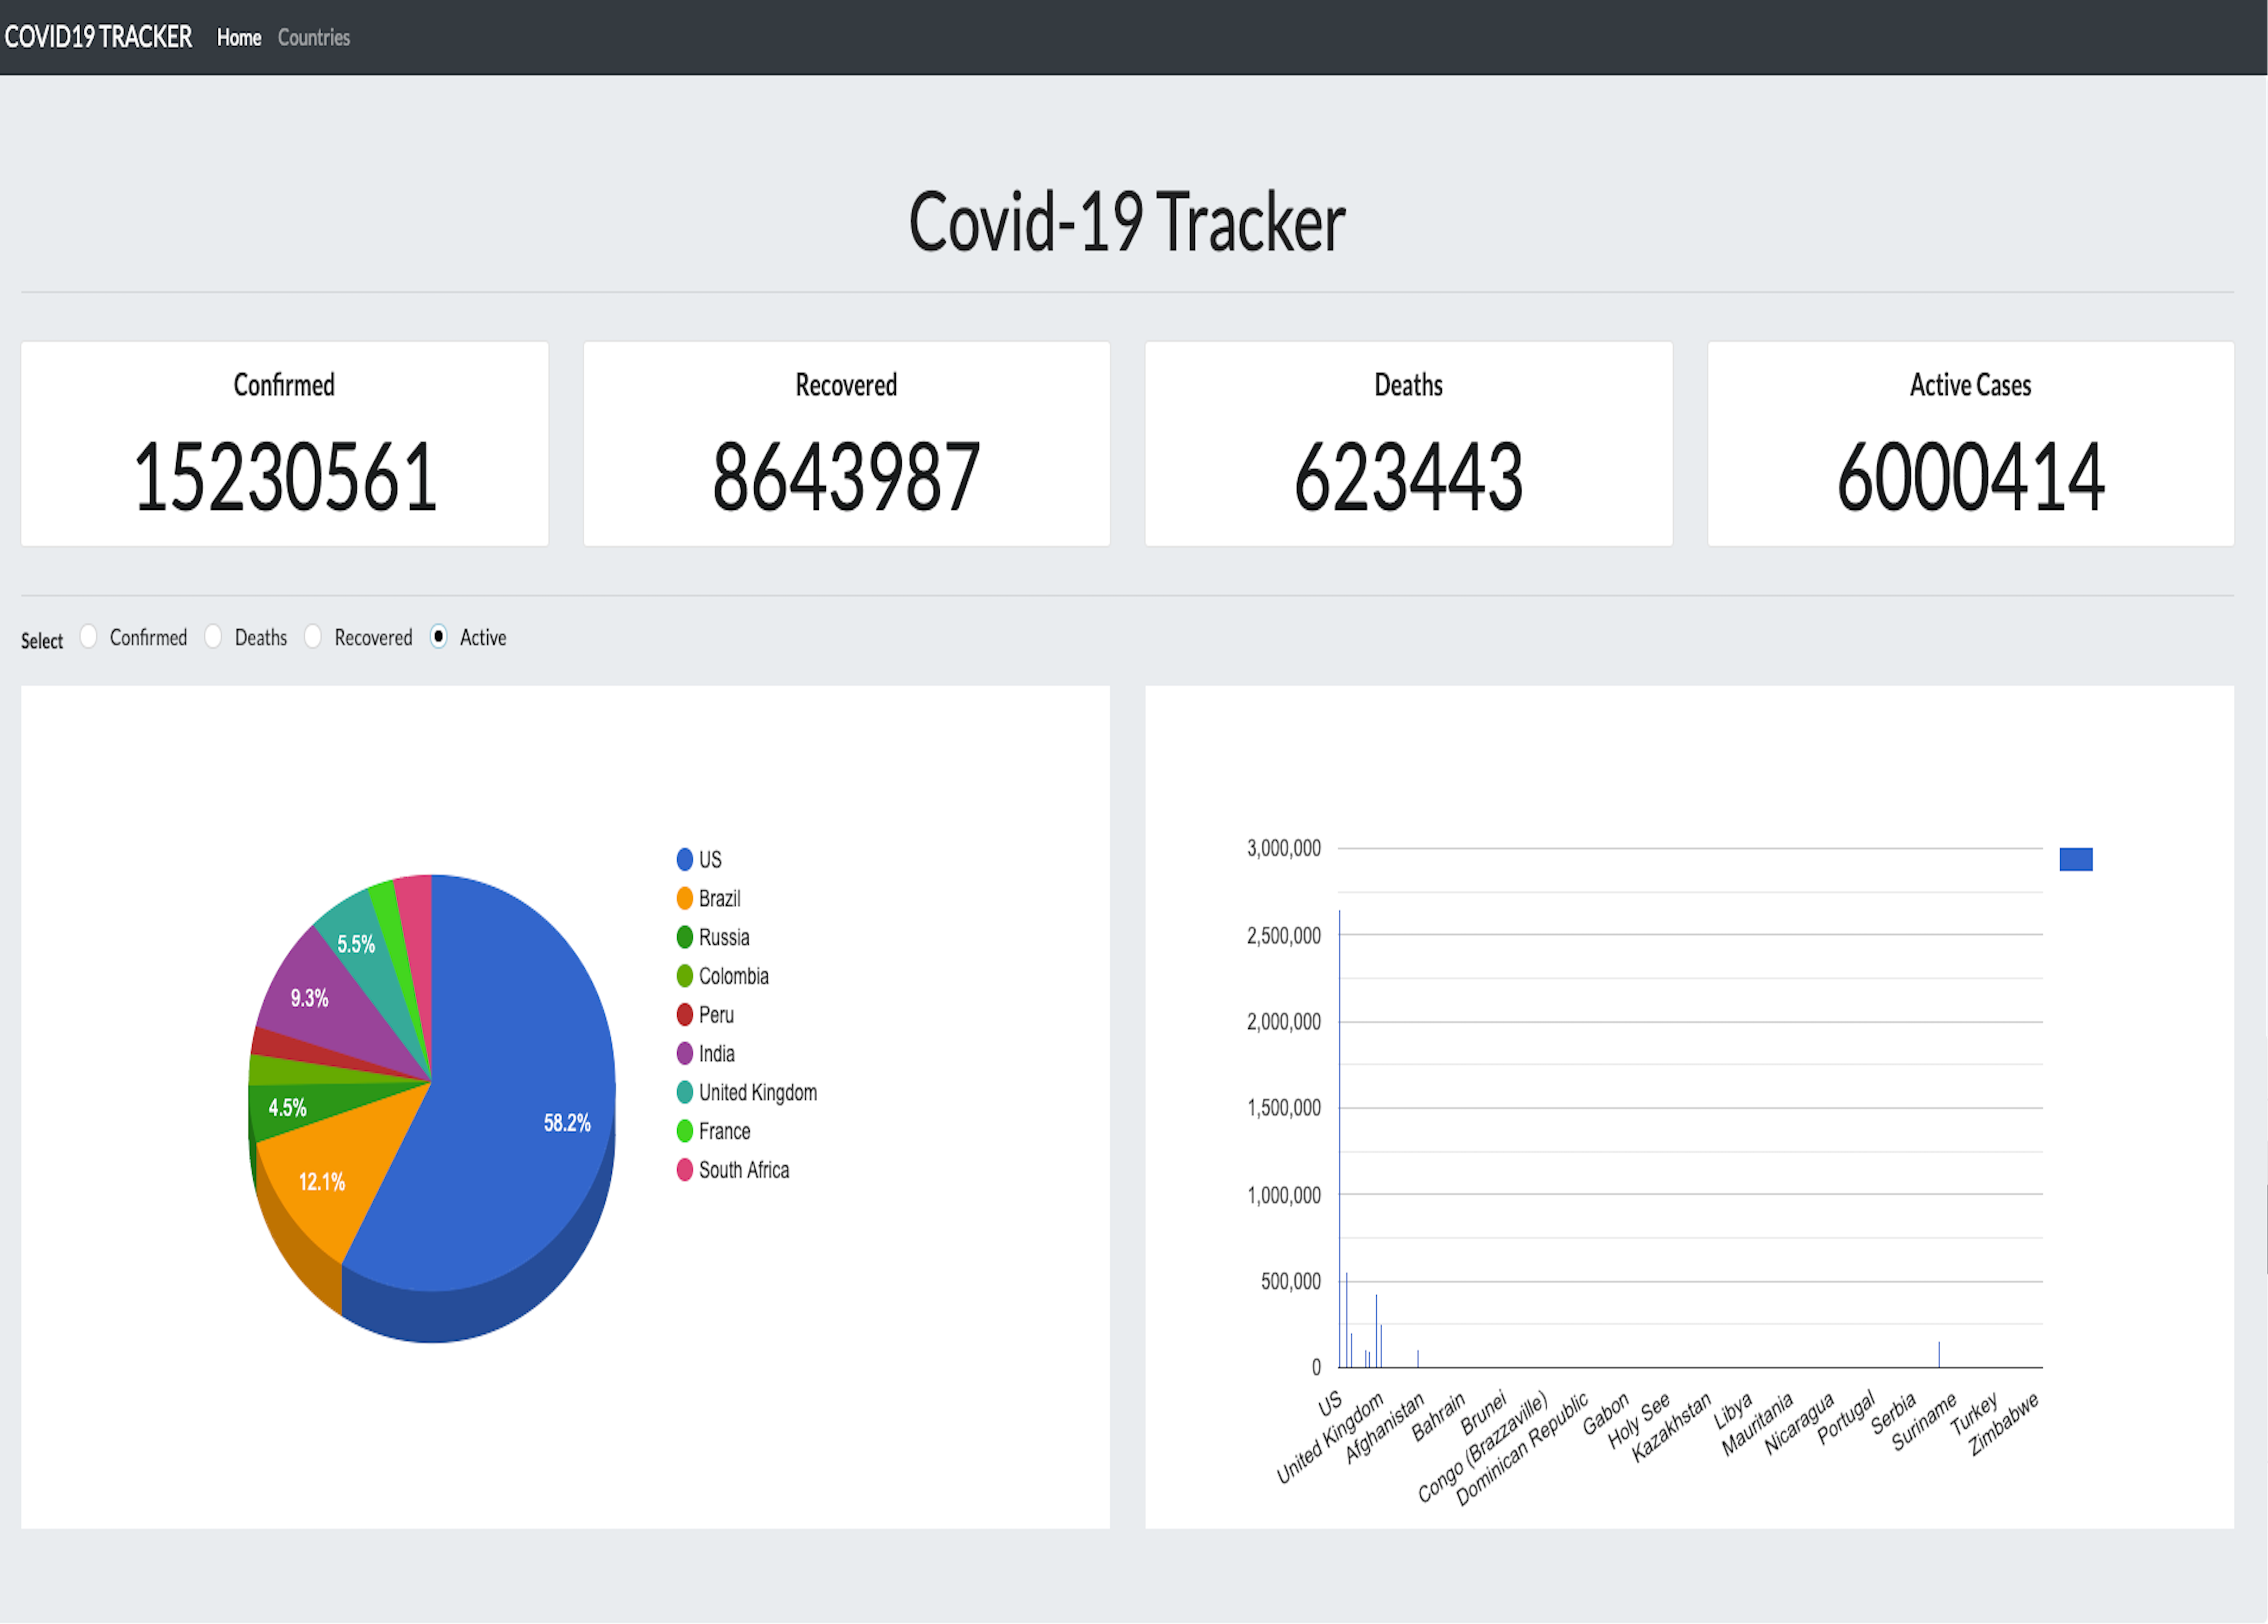 COVID19 TRACKER Home Countries
Covid-19 Tracker
Confirmed
15230561
Recovered
8643987
Deaths
623443
Active Cases
6000414
Select Confirmed Deaths Recovered Active
58.2%
12.1%
4.5%
9.3%
5.5%
US
Brazil
Russia
Colombia
Peru
India
United Kingdom
France
South Africa
3,000,000
2,500,000
2,000,000
1,500,000
1,000,000
500,000
0
US
United Kingdom
Afghanistan
Bahrain
Brunei
Congo (Brazzaville)
Dominican Republic
Gabon
Holy See
Kazakhstan
Libya
Mauritania
Nicaragua
Portugal
Serbia
Suriname
Turkey
Zimbabwe